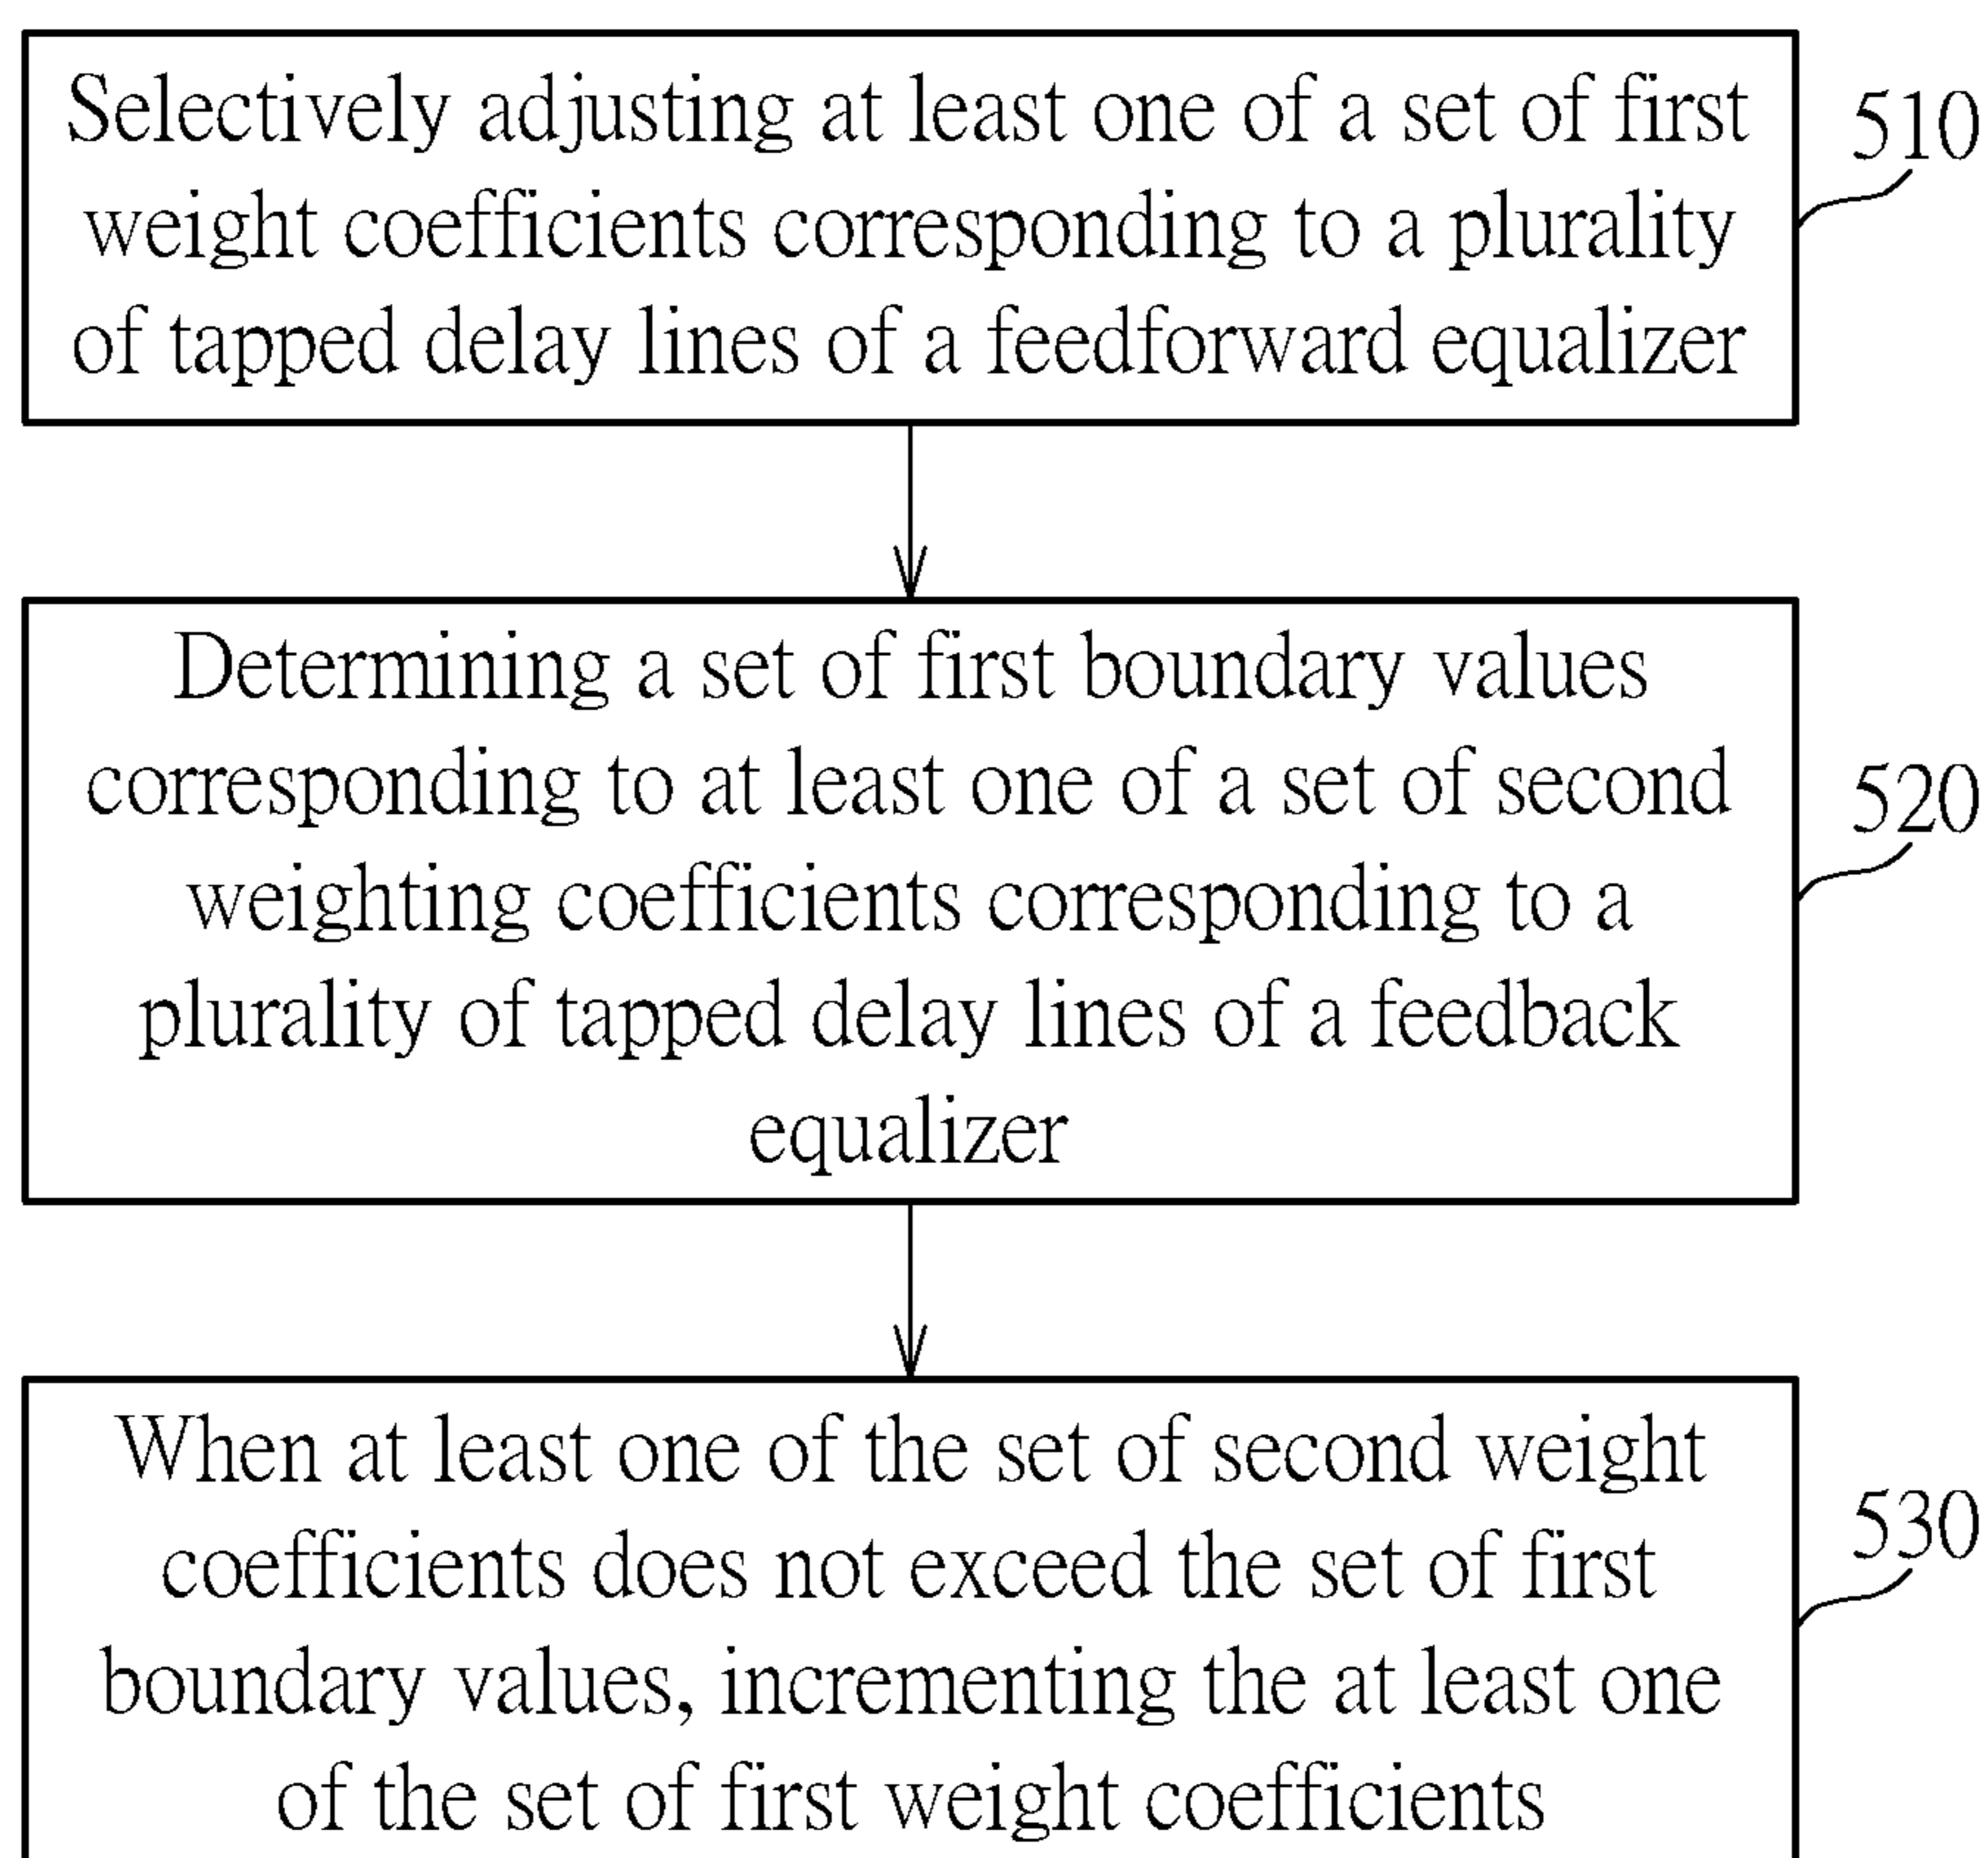 Selectively adjusting at least one of a set of first
weight coefficients corresponding to a plurality
of tapped delay lines of a feedforward equalizer
510
Determining a set of first boundary values
corresponding to at least one of a set of second
weighting coefficients corresponding to a
plurality of tapped delay lines of a feedback
equalizer
520
When at least one of the set of second weight
coefficients does not exceed the set of first
boundary values, incrementing the at least one
of the set of first weight coefficients
530